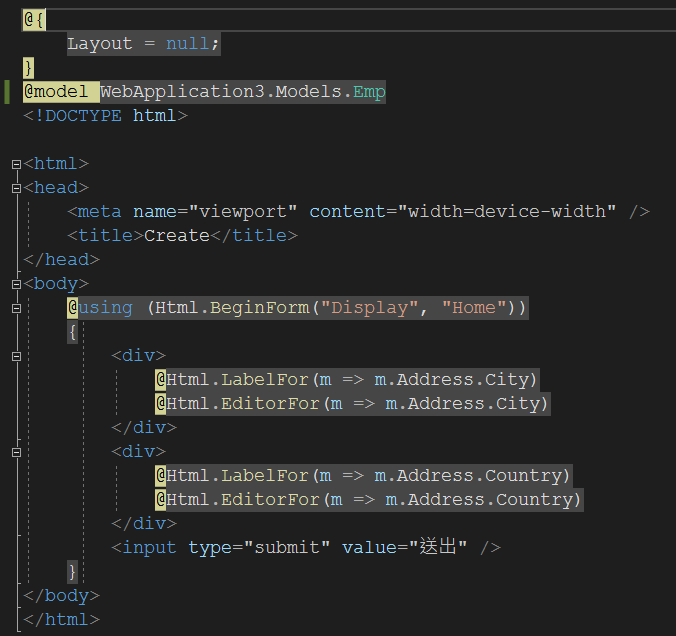 @{
    Layout = null;
}
@model WebApplication3.Models.Emp
<!DOCTYPE html>

<html>
<head>
    <meta name="viewport" content="width=device-width" />
    <title>Create</title>
</head>
<body>
    @using (Html.BeginForm("Display", "Home"))
    {
        <div>
            @Html.LabelFor(m => m.Address.City)
            @Html.EditorFor(m => m.Address.City)
        </div>
        <div>
            @Html.LabelFor(m => m.Address.Country)
            @Html.EditorFor(m => m.Address.Country)
        </div>
        <input type="submit" value="送出" />
    }
</body>
</html>